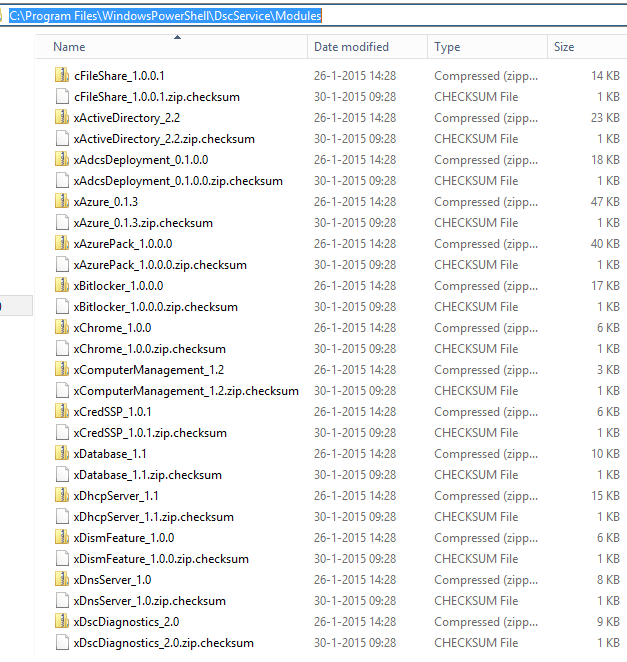 C:\Program Files\WindowsPowerShell\DscService\Modules
Name Date modified Type Size
cFileShare_1.0.0.1 26-1-2015 14:28 Compressed (zipp... 14 KB
cFileShare_1.0.0.1.zip.checksum 30-1-2015 09:28 CHECKSUM File 1 KB
xActiveDirectory_2.2 26-1-2015 14:28 Compressed (zipp... 23 KB
xActiveDirectory_2.2.zip.checksum 30-1-2015 09:28 CHECKSUM File 1 KB
xAdcsDeployment_0.1.0.0 26-1-2015 14:28 Compressed (zipp... 18 KB
xAdcsDeployment_0.1.0.0.zip.checksum 30-1-2015 09:28 CHECKSUM File 1 KB
xAzure_0.1.3 26-1-2015 14:28 Compressed (zipp... 47 KB
xAzure_0.1.3.zip.checksum 30-1-2015 09:28 CHECKSUM File 1 KB
xAzurePack_1.0.0.0 26-1-2015 14:28 Compressed (zipp... 40 KB
xAzurePack_1.0.0.0.zip.checksum 30-1-2015 09:28 CHECKSUM File 1 KB
xBitlocker_1.0.0.0 26-1-2015 14:28 Compressed (zipp... 17 KB
xBitlocker_1.0.0.0.zip.checksum 30-1-2015 09:28 CHECKSUM File 1 KB
xChrome_1.0.0 26-1-2015 14:28 Compressed (zipp... 6 KB
xChrome_1.0.0.zip.checksum 30-1-2015 09:28 CHECKSUM File 1 KB
xComputerManagement_1.2 26-1-2015 14:28 Compressed (zipp... 3 KB
xComputerManagement_1.2.zip.checksum 30-1-2015 09:28 CHECKSUM File 1 KB
xCredSSP_1.0.1 26-1-2015 14:28 Compressed (zipp... 6 KB
xCredSSP_1.0.1.zip.checksum 30-1-2015 09:28 CHECKSUM File 1 KB
xDatabase_1.1 26-1-2015 14:28 Compressed (zipp... 10 KB
xDatabase_1.1.zip.checksum 30-1-2015 09:28 CHECKSUM File 1 KB
xDhcpServer_1.1 26-1-2015 14:28 Compressed (zipp... 15 KB
xDhcpServer_1.1.zip.checksum 30-1-2015 09:28 CHECKSUM File 1 KB
xDismFeature_1.0.0 26-1-2015 14:28 Compressed (zipp... 6 KB
xDismFeature_1.0.0.zip.checksum 30-1-2015 09:28 CHECKSUM File 1 KB
xDnsServer_1.0 26-1-2015 14:28 Compressed (zipp... 8 KB
xDnsServer_1.0.zip.checksum 30-1-2015 09:28 CHECKSUM File 1 KB
xDscDiagnostics_2.0 26-1-2015 14:28 Compressed (zipp... 9 KB
xDscDiagnostics_2.0.zip.checksum 30-1-2015 09:28 CHECKSUM File 1 KB